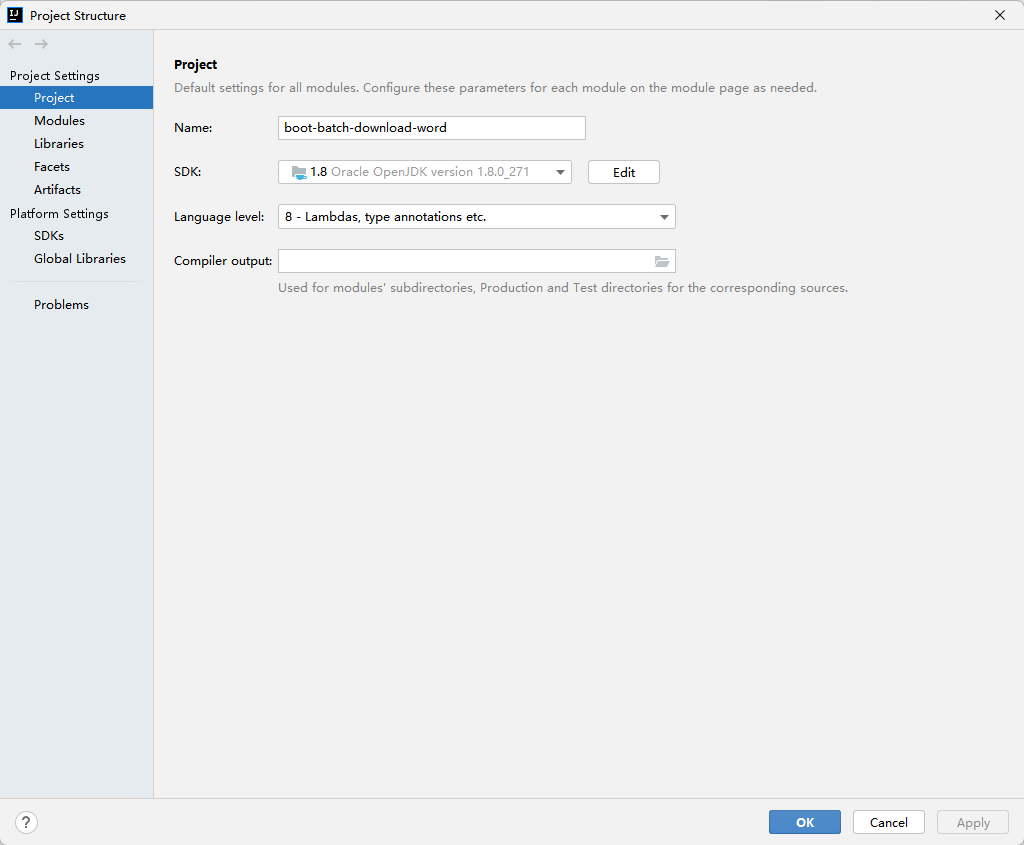 IJ Project Structure
Project Settings
Project
Modules
Libraries
Facets
Artifacts
Platform Settings
SDKs
Global Libraries
Problems
Project
Default settings for all modules. Configure these parameters for each module on the module page as needed.
Name: boot-batch-download-word
SDK: 1.8 Oracle OpenJDK version 1.8.0_271 Edit
Language level: 8 - Lambdas, type annotations etc.
Compiler output:
Used for modules' subdirectories, Production and Test directories for the corresponding sources.
? OK Cancel Apply